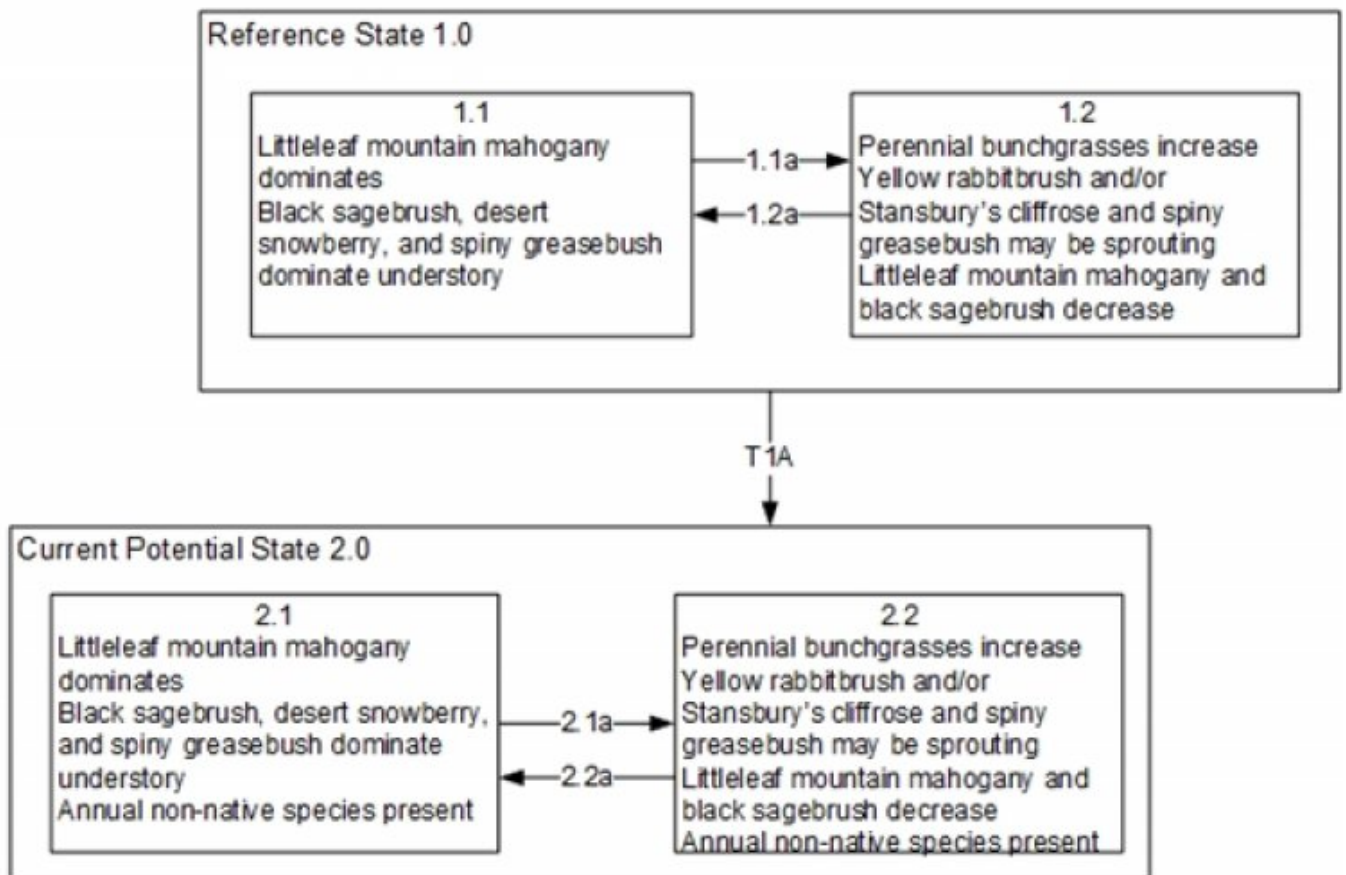 Reference State 1.0
1.1
Littleleaf mountain mahogany
dominates
Black sagebrush, desert
snowberry, and spiny greasebush
dominate understory
1.1a
1.2a
1.2
Perennial bunchgrasses increase
Yellow rabbitbrush and/or
Stansbury's cliffrose and spiny
greasebush may be sprouting
Littleleaf mountain mahogany and
black sagebrush decrease
T1A
Current Potential State 2.0
2.1
Littleleaf mountain mahogany
dominates
Black sagebrush, desert snowberry,
and spiny greasebush dominate
understory
Annual non-native species present
2.1a
2.2a
2.2
Perennial bunchgrasses increase
Yellow rabbitbrush and/or
Stansbury's cliffrose and spiny
greasebush may be sprouting
Littleleaf mountain mahogany and
black sagebrush decrease
Annual non-native species present